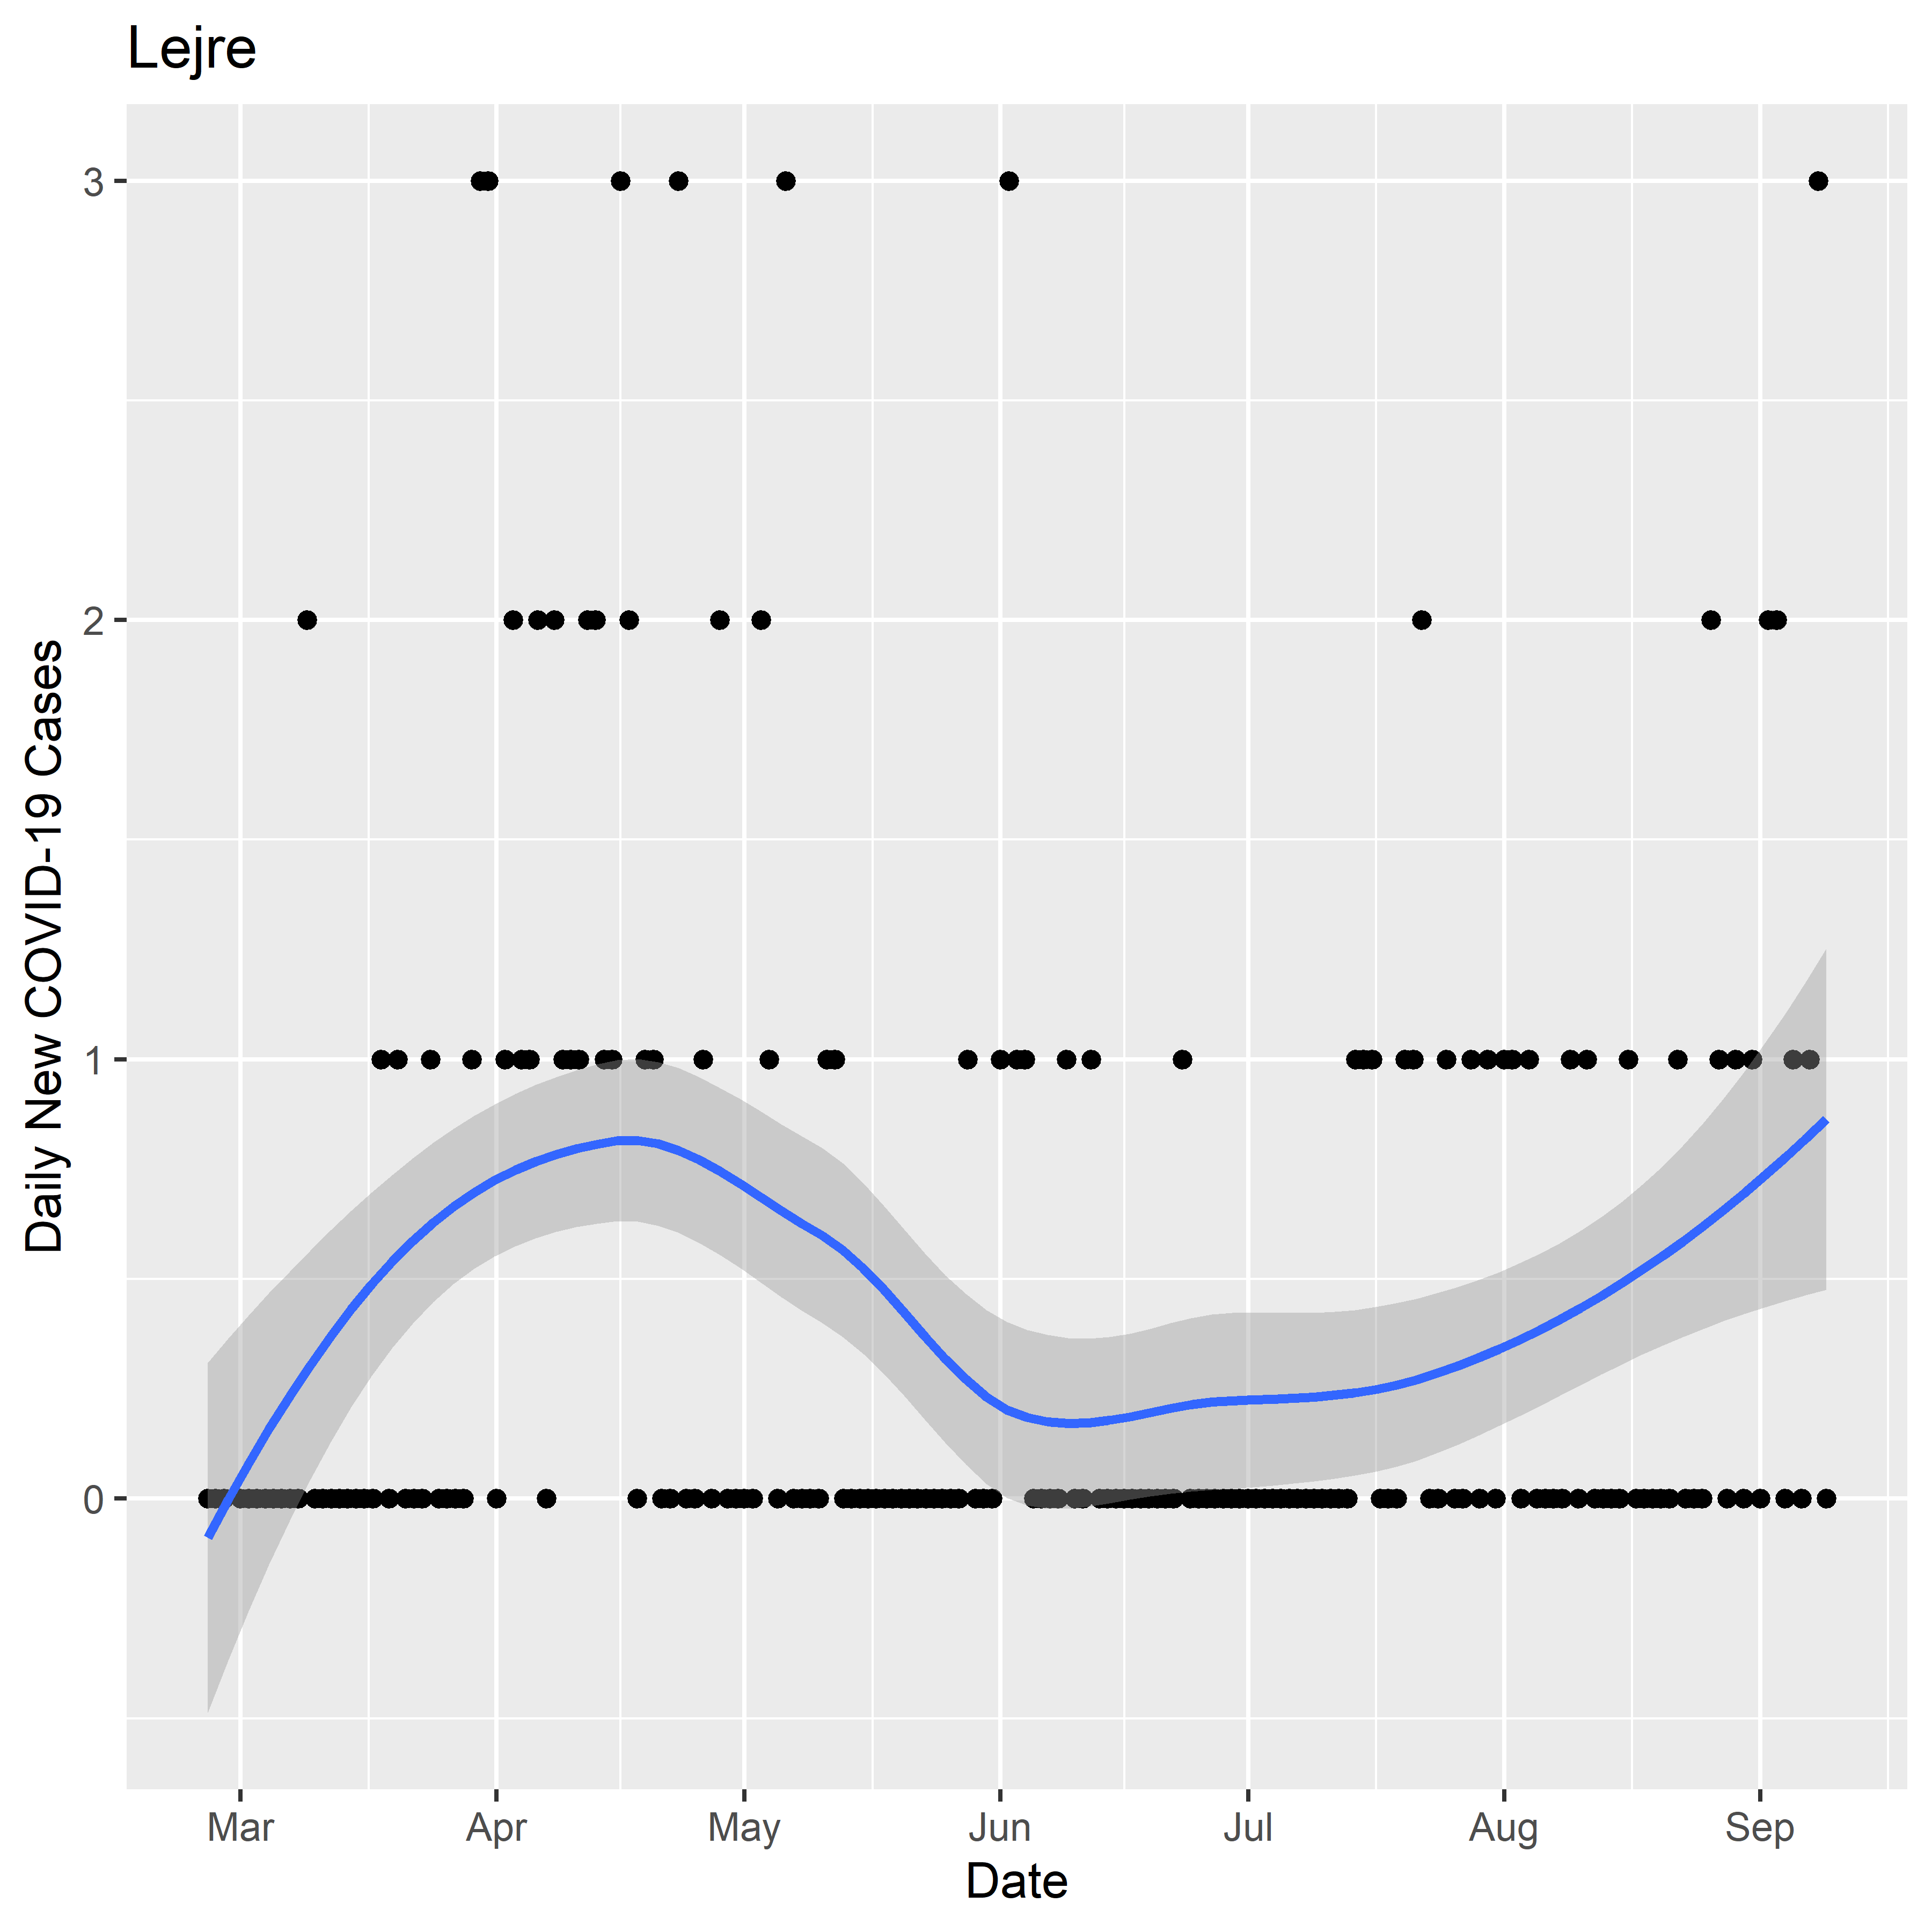 Lejre
Daily New COVID-19 Cases
3
2
1
0
Mar Apr May Jun Jul Aug Sep
Date